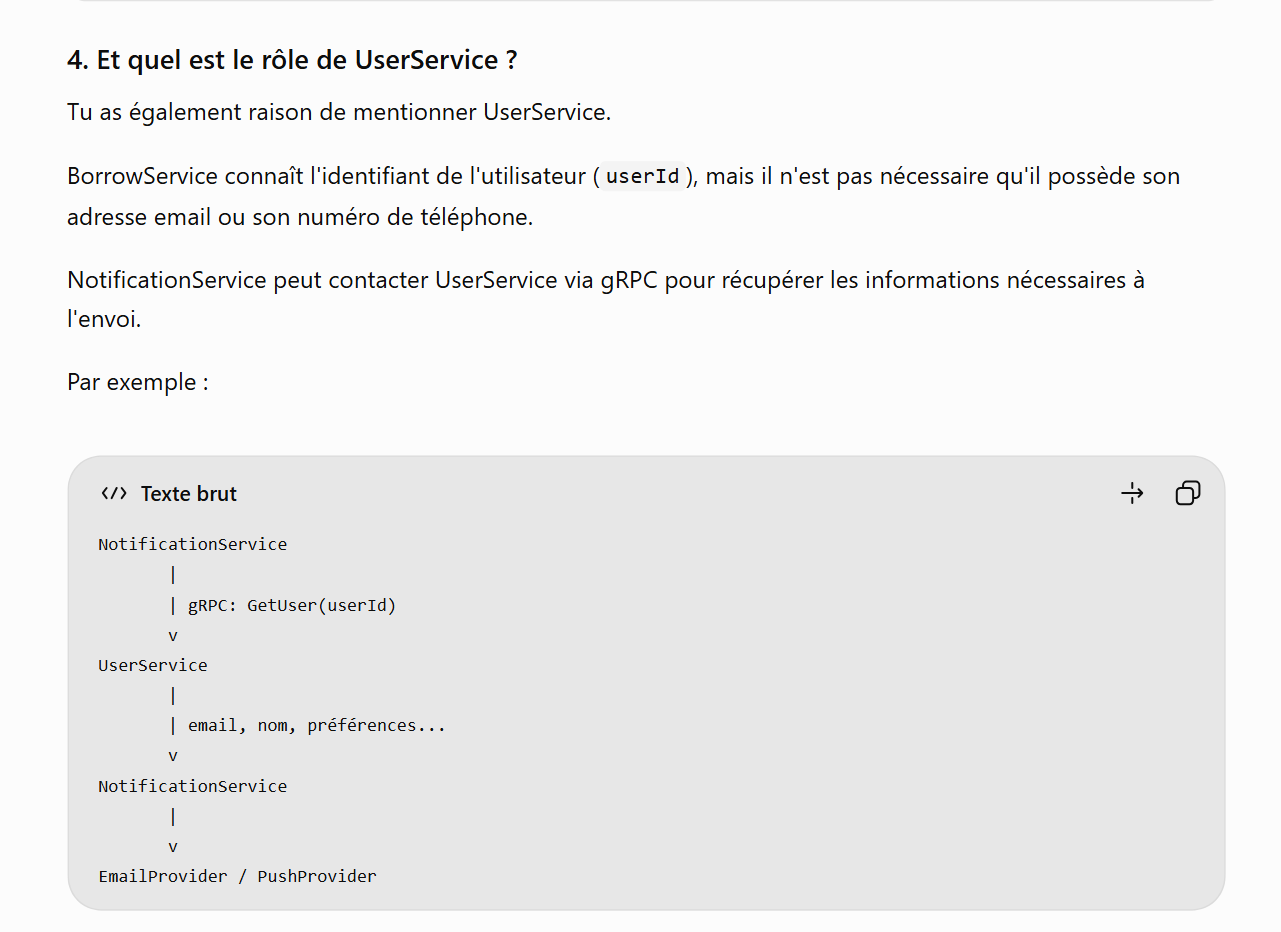 4. Et quel est le rôle de UserService ?
Tu as également raison de mentionner UserService.
BorrowService connaît l'identifiant de l'utilisateur ( userId ), mais il n'est pas nécessaire qu'il possède son
adresse email ou son numéro de téléphone.
NotificationService peut contacter UserService via gRPC pour récupérer les informations nécessaires à
l'envoi.
Par exemple :
</> Texte brut
NotificationService
|
| gRPC: GetUser(userId)
v
UserService
|
| email, nom, préférences...
v
NotificationService
|
v
EmailProvider / PushProvider